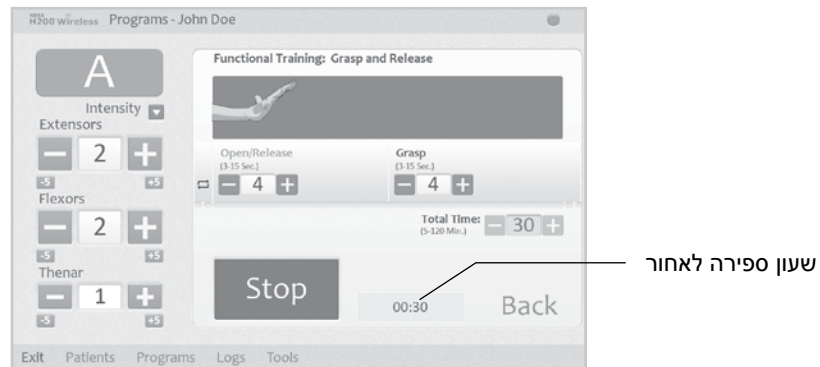 NESS H200 Wireless Programs - John Doe
A
Intensity
Extensors
− 2 +
-5 +5
Flexors
− 2 +
-5 +5
Thenar
− 1 +
-5 +5
Functional Training: Grasp and Release
Open/Release
(3-15 Sec.)
− 4 +
Grasp
(3-15 Sec.)
− 4 +
Total Time:
(5-120 Min.)
− 30 +
Stop
00:30
Back
שעון ספירה לאחור
Exit Patients Programs Logs Tools